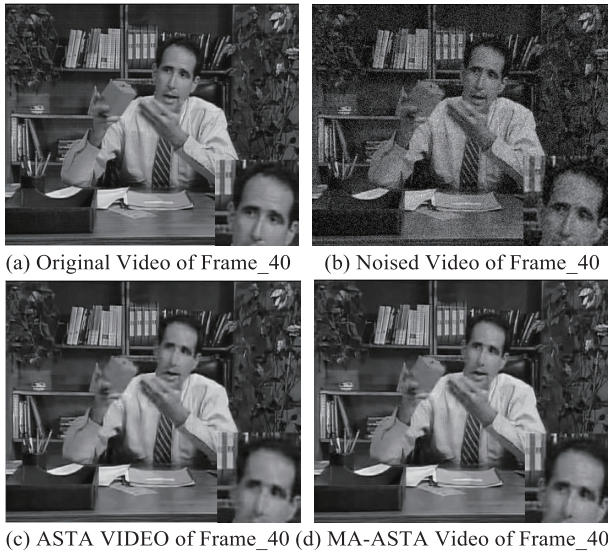 (a) Original Video of Frame_40
(b) Noised Video of Frame_40
(c) ASTA VIDEO of Frame_40
(d) MA-ASTA Video of Frame_40